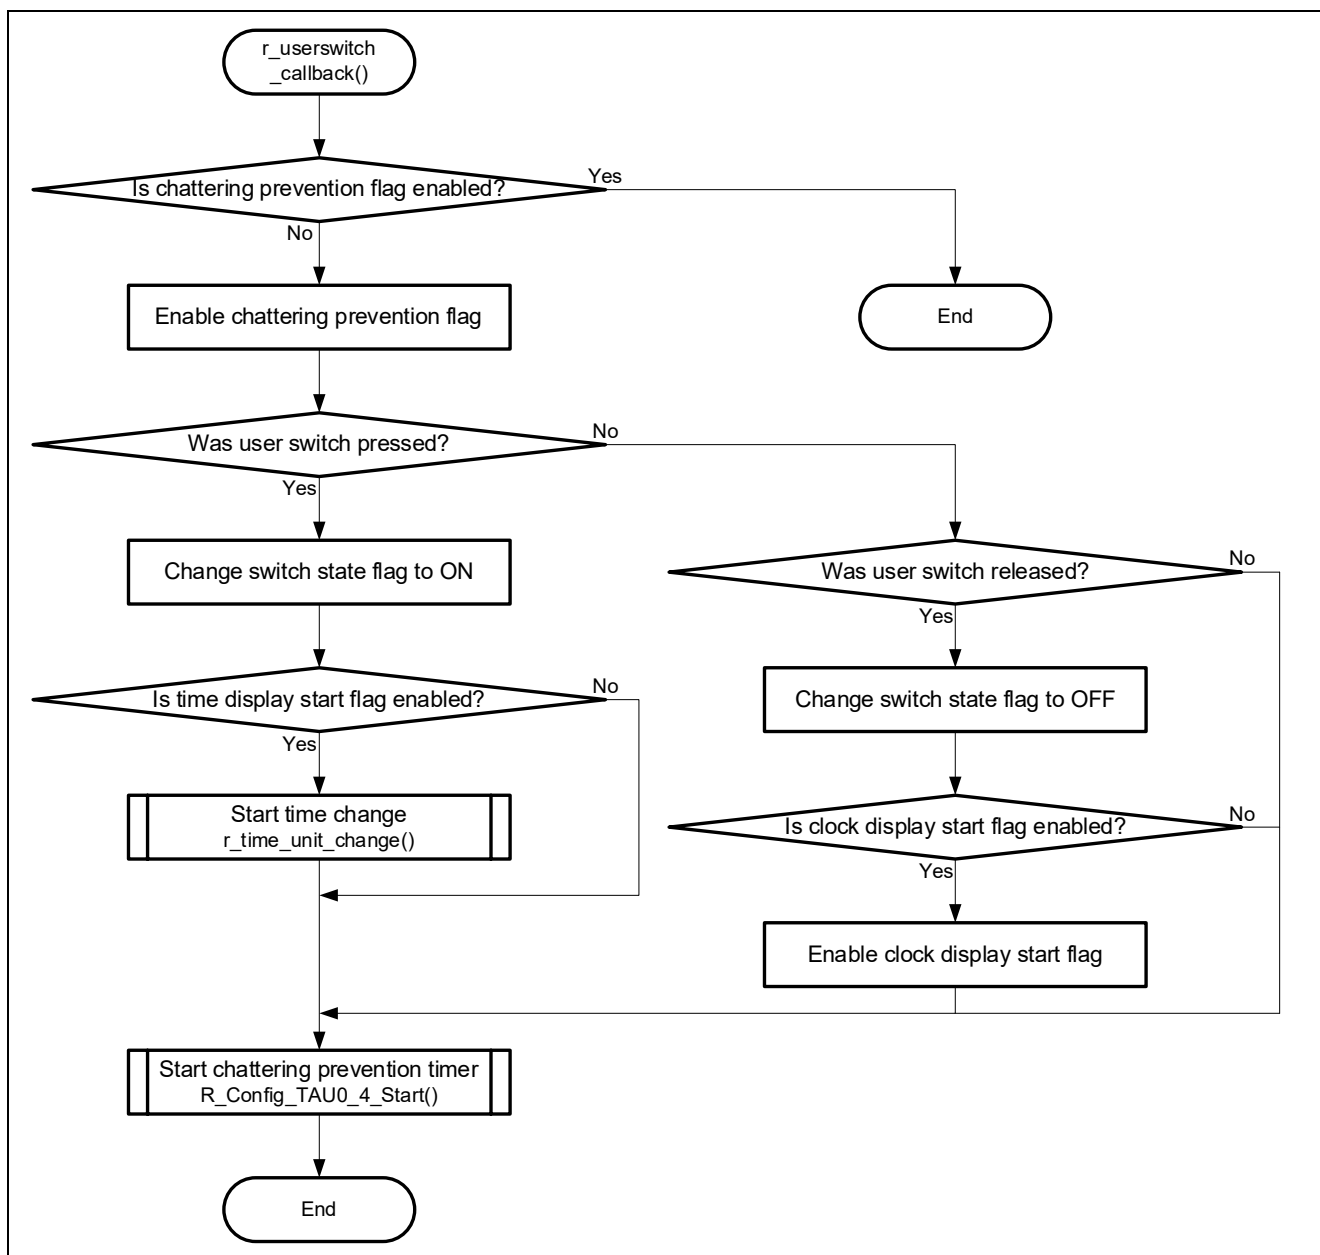 r_userswitch
_callback()
Is chattering prevention flag enabled?
Yes
No
Enable chattering prevention flag
End
Was user switch pressed?
No
Yes
Change switch state flag to ON
Was user switch released?
No
Yes
Is time display start flag enabled?
No
Yes
Change switch state flag to OFF
Start time change
r_time_unit_change()
Is clock display start flag enabled?
No
Yes
Enable clock display start flag
Start chattering prevention timer
R_Config_TAU0_4_Start()
End